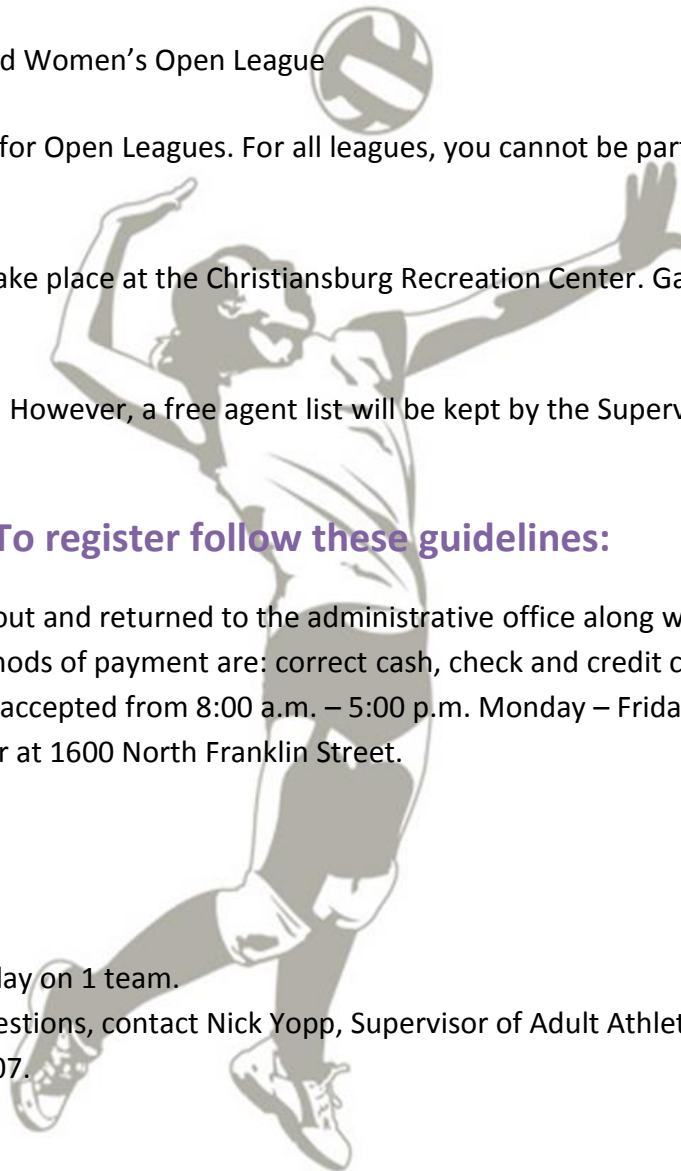 d Women’s Open League
for Open Leagues. For all leagues, you cannot be par
ake place at the Christiansburg Recreation Center. Ga
However, a free agent list will be kept by the Superv
To register follow these guidelines:
out and returned to the administrative office along w
hods of payment are: correct cash, check and credit c
accepted from 8:00 a.m. – 5:00 p.m. Monday – Frida
r at 1600 North Franklin Street.
lay on 1 team.
estions, contact Nick Yopp, Supervisor of Adult Athlet
07.